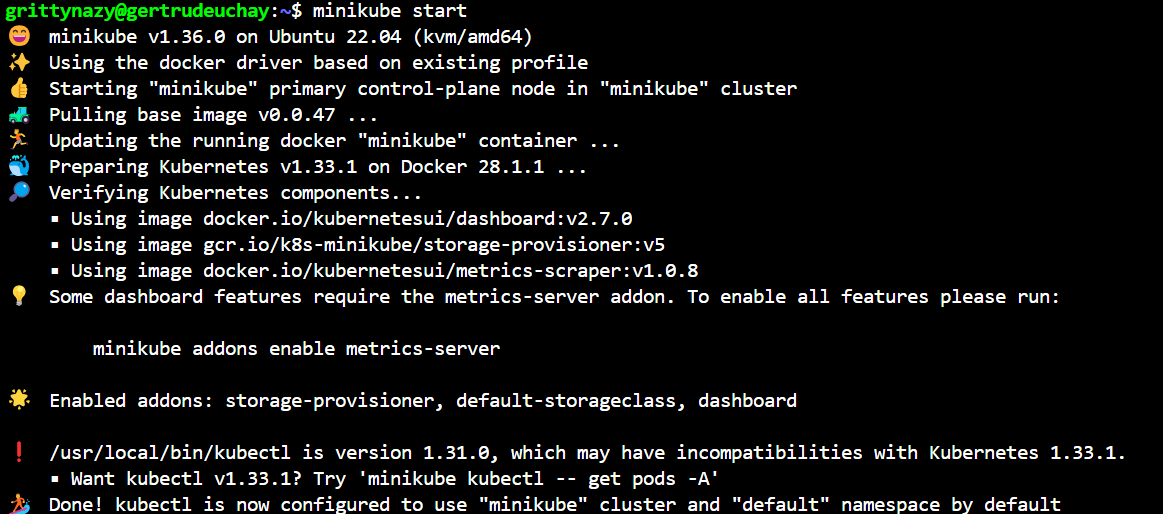 grittynazy@gertrudeuchay:~$ minikube start
😄 minikube v1.36.0 on Ubuntu 22.04 (kvm/amd64)
✨ Using the docker driver based on existing profile
👍 Starting "minikube" primary control-plane node in "minikube" cluster
🚜 Pulling base image v0.0.47 ...
🏃 Updating the running docker "minikube" container ...
🐳 Preparing Kubernetes v1.33.1 on Docker 28.1.1 ...
🔎 Verifying Kubernetes components...
▪ Using image docker.io/kubernetesui/dashboard:v2.7.0
▪ Using image gcr.io/k8s-minikube/storage-provisioner:v5
▪ Using image docker.io/kubernetesui/metrics-scraper:v1.0.8
💡 Some dashboard features require the metrics-server addon. To enable all features please run:
minikube addons enable metrics-server
🌟 Enabled addons: storage-provisioner, default-storageclass, dashboard
❗ /usr/local/bin/kubectl is version 1.31.0, which may have incompatibilities with Kubernetes 1.33.1.
▪ Want kubectl v1.33.1? Try 'minikube kubectl -- get pods -A'
🏄 Done! kubectl is now configured to use "minikube" cluster and "default" namespace by default